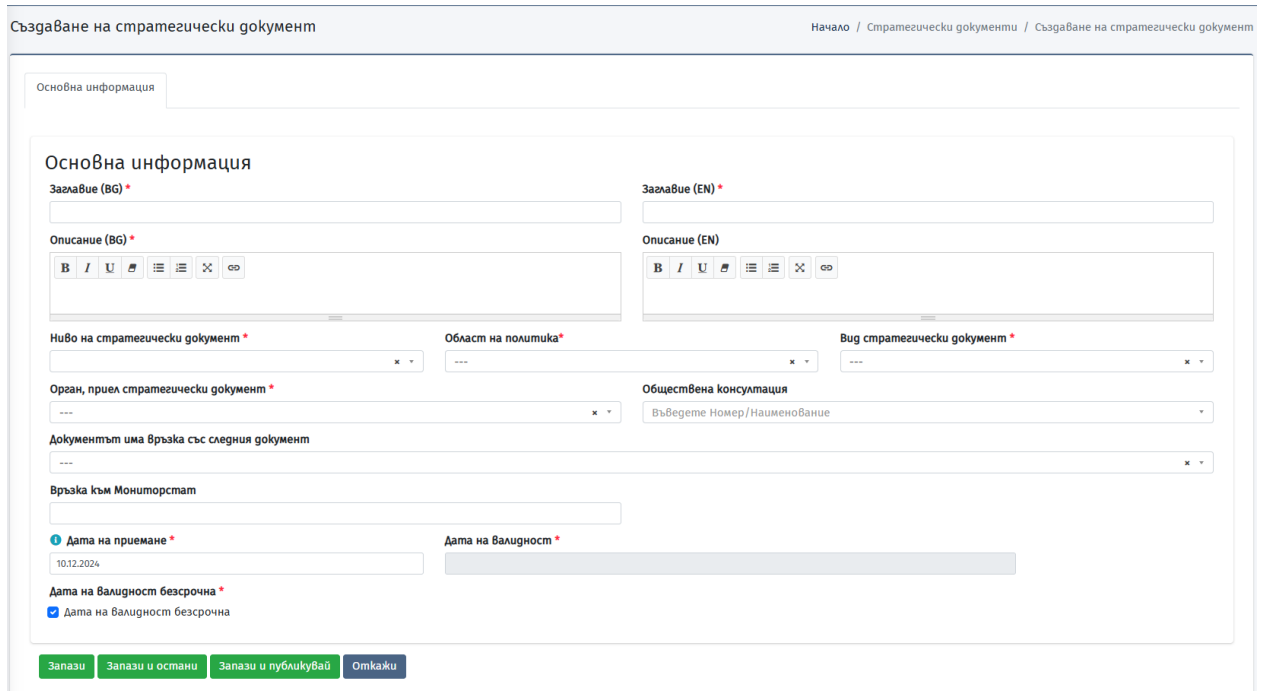 Създаване на стратегически документ
Начало / Стратегически документи / Създаване на стратегически документ
Основна информация
Основна информация
Заглавие (BG) *
Заглавие (EN) *
Описание (BG) *
Описание (EN)
B I U
B I U
Ниво на стратегически документ *
Област на политика*
Вид стратегически документ *
× 
--- ×
--- ×
Орган, приел стратегически документ *
Обществена консултация
--- ×
Въведете Номер/Наименование
Документът има връзка със следния документ
--- ×
Връзка към Мониторстат
Дата на приемане *
Дата на валидност *
10.12.2024
Дата на валидност безсрочна *
Дата на валидност безсрочна
Запази
Запази и остани
Запази и публикувай
Откажи